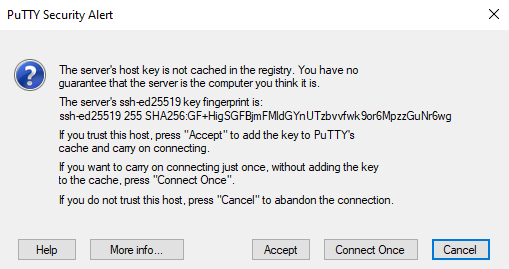 PuTTY Security Alert
The server's host key is not cached in the registry. You have no
guarantee that the server is the computer you think it is.
The server's ssh-ed25519 key fingerprint is:
ssh-ed25519 255 SHA256:GF+HigSGFBjmFMldGYnUTzbvvfwk9or6MpzzGuNr6wg
If you trust this host, press "Accept" to add the key to PuTTY's
cache and carry on connecting.
If you want to carry on connecting just once, without adding the key
to the cache, press "Connect Once".
If you do not trust this host, press "Cancel" to abandon the connection.
Help
More info...
Accept
Connect Once
Cancel